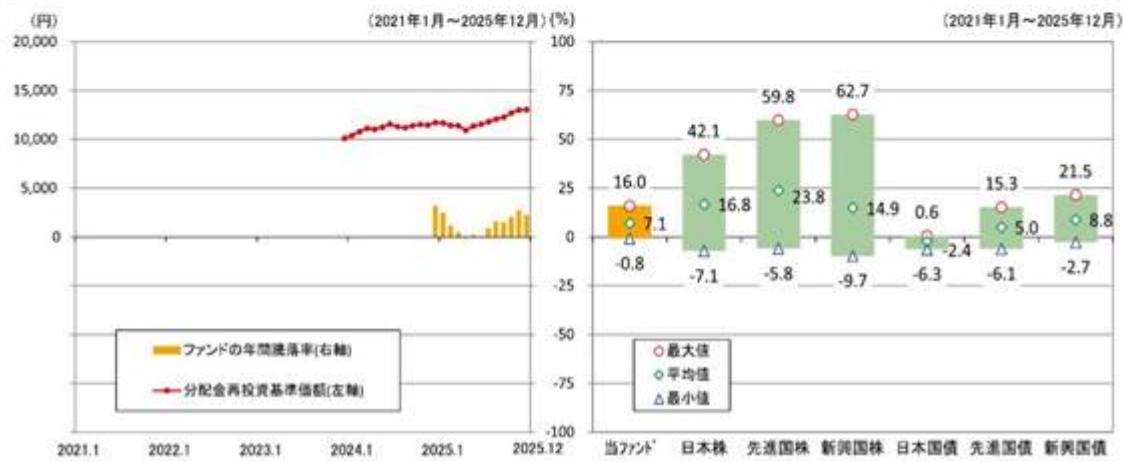 (円)
(2021年1月～2025年12月)
(%)
(2021年1月～2025年12月)
20,000
15,000
10,000
5,000
0
ファンドの年間騰落率(右軸)
分配金再投資基準価額(左軸)
2021.1
2022.1
2023.1
2024.1
2025.1
2025.12
100
75
50
25
0
-25
-50
-75
-100
16.0
7.1
-0.8
42.1
16.8
-7.1
59.8
23.8
-5.8
62.7
14.9
-9.7
0.6
-2.4
-6.3
15.3
5.0
-6.1
21.5
8.8
-2.7
最大値
平均値
最小値
当ファンド
日本株
先進国株
新興国株
日本国債
先進国債
新興国債